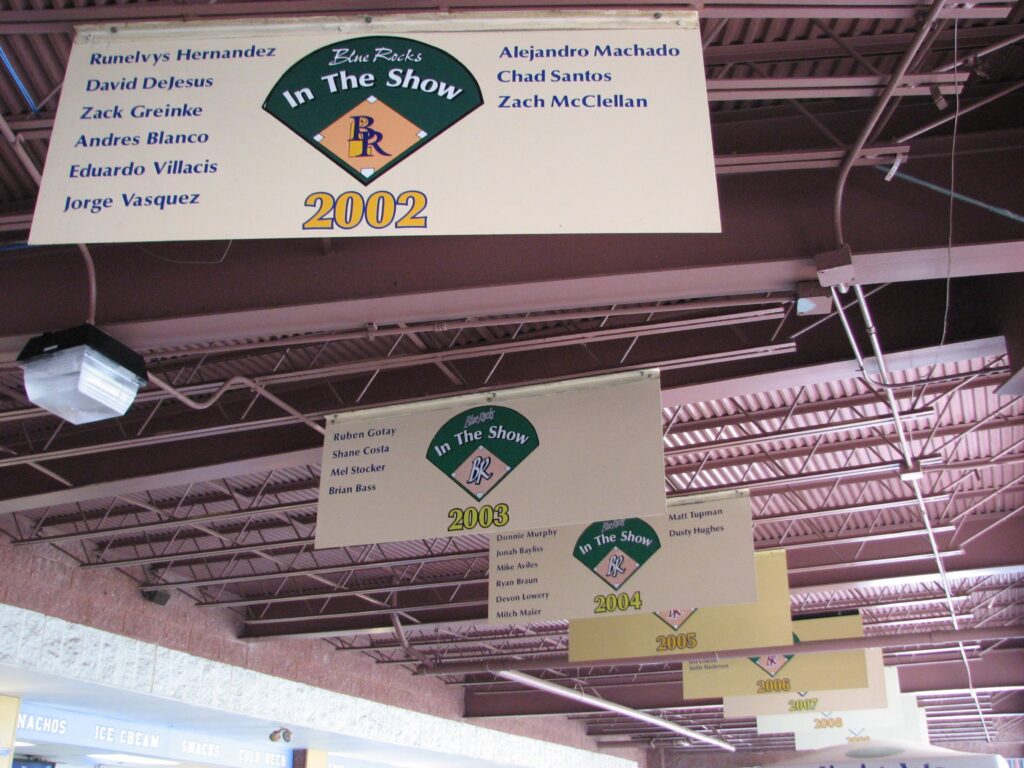 Runelvys Hernandez
David DeJesus
Zack Greinke
Andres Blanco
Eduardo Villacis
Jorge Vasquez
Blue Rocks
In The Show
BR
2002
Alejandro Machado
Chad Santos
Zach McClellan
Ruben Gotay
Shane Costa
Mel Stocker
Brian Bass
Blue Rocks
In The Show
BR
2003
Donnie Murphy
Jonah Bayliss
Mike Aviles
Ryan Braun
Devon Lowery
Mitch Maier
Blue Rocks
In The Show
BR
2004
Matt Tupman
Dusty Hughes
2005
2006
2007
2008
NACHOS
ICE CREAM
SNACKS
COLD BEER